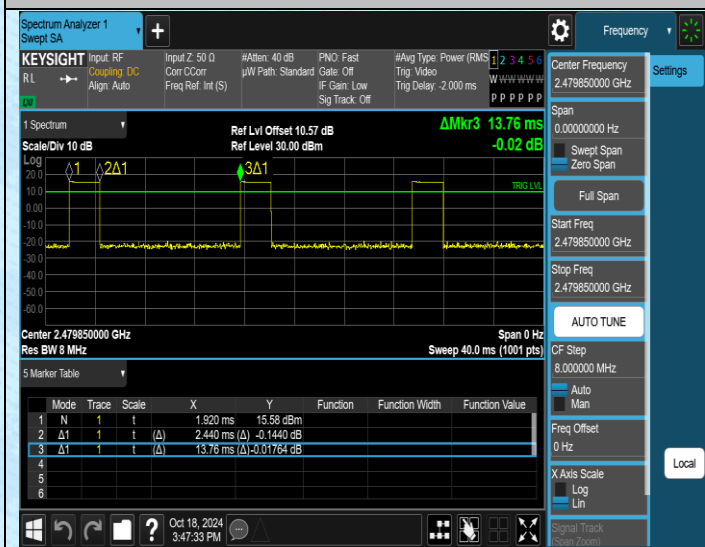 Spectrum Analyzer 1
Swept SA
Frequency
KEYSIGHT
RL
Input: RF
Coupling: DC
Align: Auto
Input Z: 50 Ω
Corr CCorr
Freq Ref: Int (S)
#Atten: 40 dB
µW Path: Standard
PNO: Fast
Gate: Off
IF Gain: Low
Sig Track: Off
#Avg Type: Power (RMS
Trig: Video
Trig Delay: -2.000 ms
1 2 3 4 5 6
W W W W W W
P P P P P P
LXI
1 Spectrum
Scale/Div 10 dB
Ref Lvl Offset 10.57 dB
Ref Level 30.00 dBm
ΔMkr3 13.76 ms
-0.02 dB
Log
20.0
10.0
0.00
-10.0
-20.0
-30.0
-40.0
-50.0
-60.0
1
2Δ1
3Δ1
TRIG LVL
Center 2.479850000 GHz
Res BW 8 MHz
Span 0 Hz
Sweep 40.0 ms (1001 pts)
5 Marker Table
Mode Trace Scale X Y Function Function Width Function Value
1 N 1 t 1.920 ms 15.58 dBm
2 Δ1 1 t (Δ) 2.440 ms (Δ) -0.1440 dB
3 Δ1 1 t (Δ) 13.76 ms (Δ) -0.01764 dB
4
5
6
Oct 18, 2024
3:47:33 PM
Center Frequency
2.479850000 GHz
Settings
Span
0.00000000 Hz
Swept Span
Zero Span
Full Span
Start Freq
2.479850000 GHz
Stop Freq
2.479850000 GHz
AUTO TUNE
CF Step
8.000000 MHz
Auto
Man
Freq Offset
0 Hz
Local
X Axis Scale
Log
Lin
Signal Track
(Span Zoom)